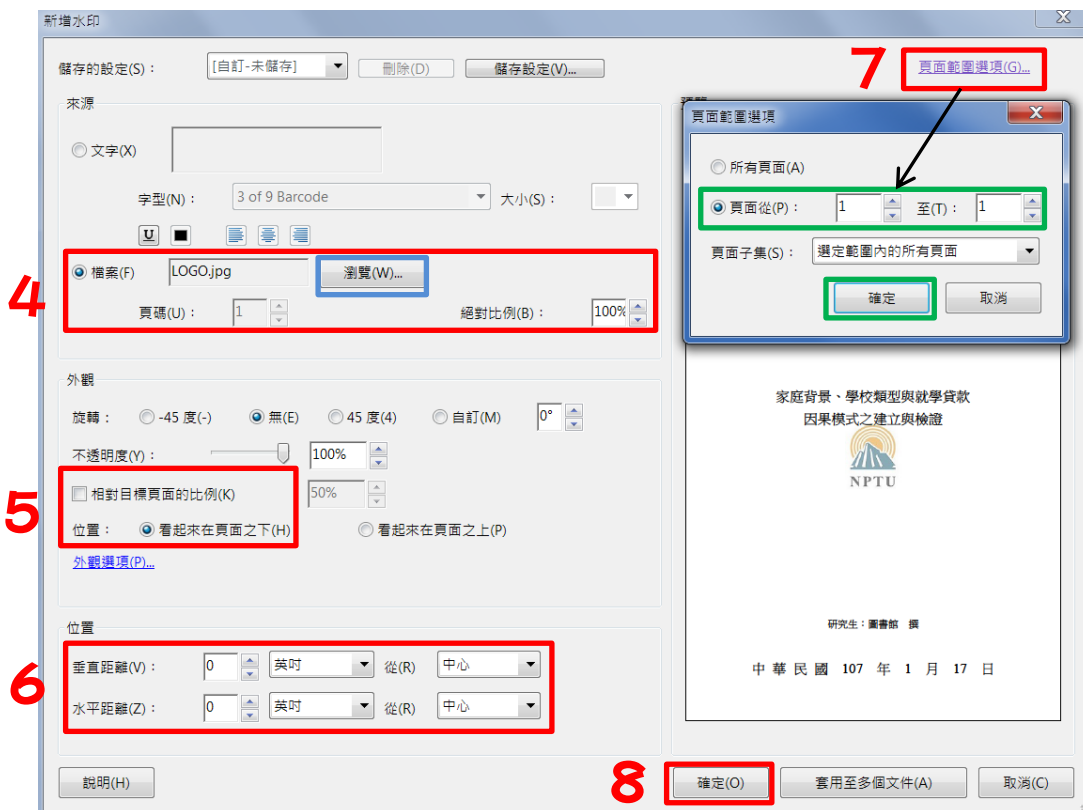 新增水印
儲存的設定(S)： [自訂-未儲存] 刪除(D) 儲存設定(V)... 7 頁面範圍選項(G)...
來源
文字(X)
字型(N)： 3 of 9 Barcode 大小(S)：
U
4
檔案(F) LOGO.jpg 瀏覽(W)...
頁碼(U)： 1 絕對比例(B)： 100%
外觀
旋轉： -45 度(-) 無(E) 45 度(4) 自訂(M) 0°
不透明度(Y)： 100%
5
相對目標頁面的比例(K) 50%
位置： 看起來在頁面之下(H) 看起來在頁面之上(P)
外觀選項(P)...
位置
6
垂直距離(V)： 0 英吋 從(R) 中心
水平距離(Z)： 0 英吋 從(R) 中心
頁面範圍選項
所有頁面(A)
頁面從(P)： 1 至(T)： 1
頁面子集(S)： 選定範圍內的所有頁面
確定 取消
家庭背景、學校類型與就學貸款
因果模式之建立與檢證
NPTU
研究生：圖書館 撰
中 華 民 國 107 年 1 月 17 日
說明(H) 8 確定(O) 套用至多個文件(A) 取消(C)